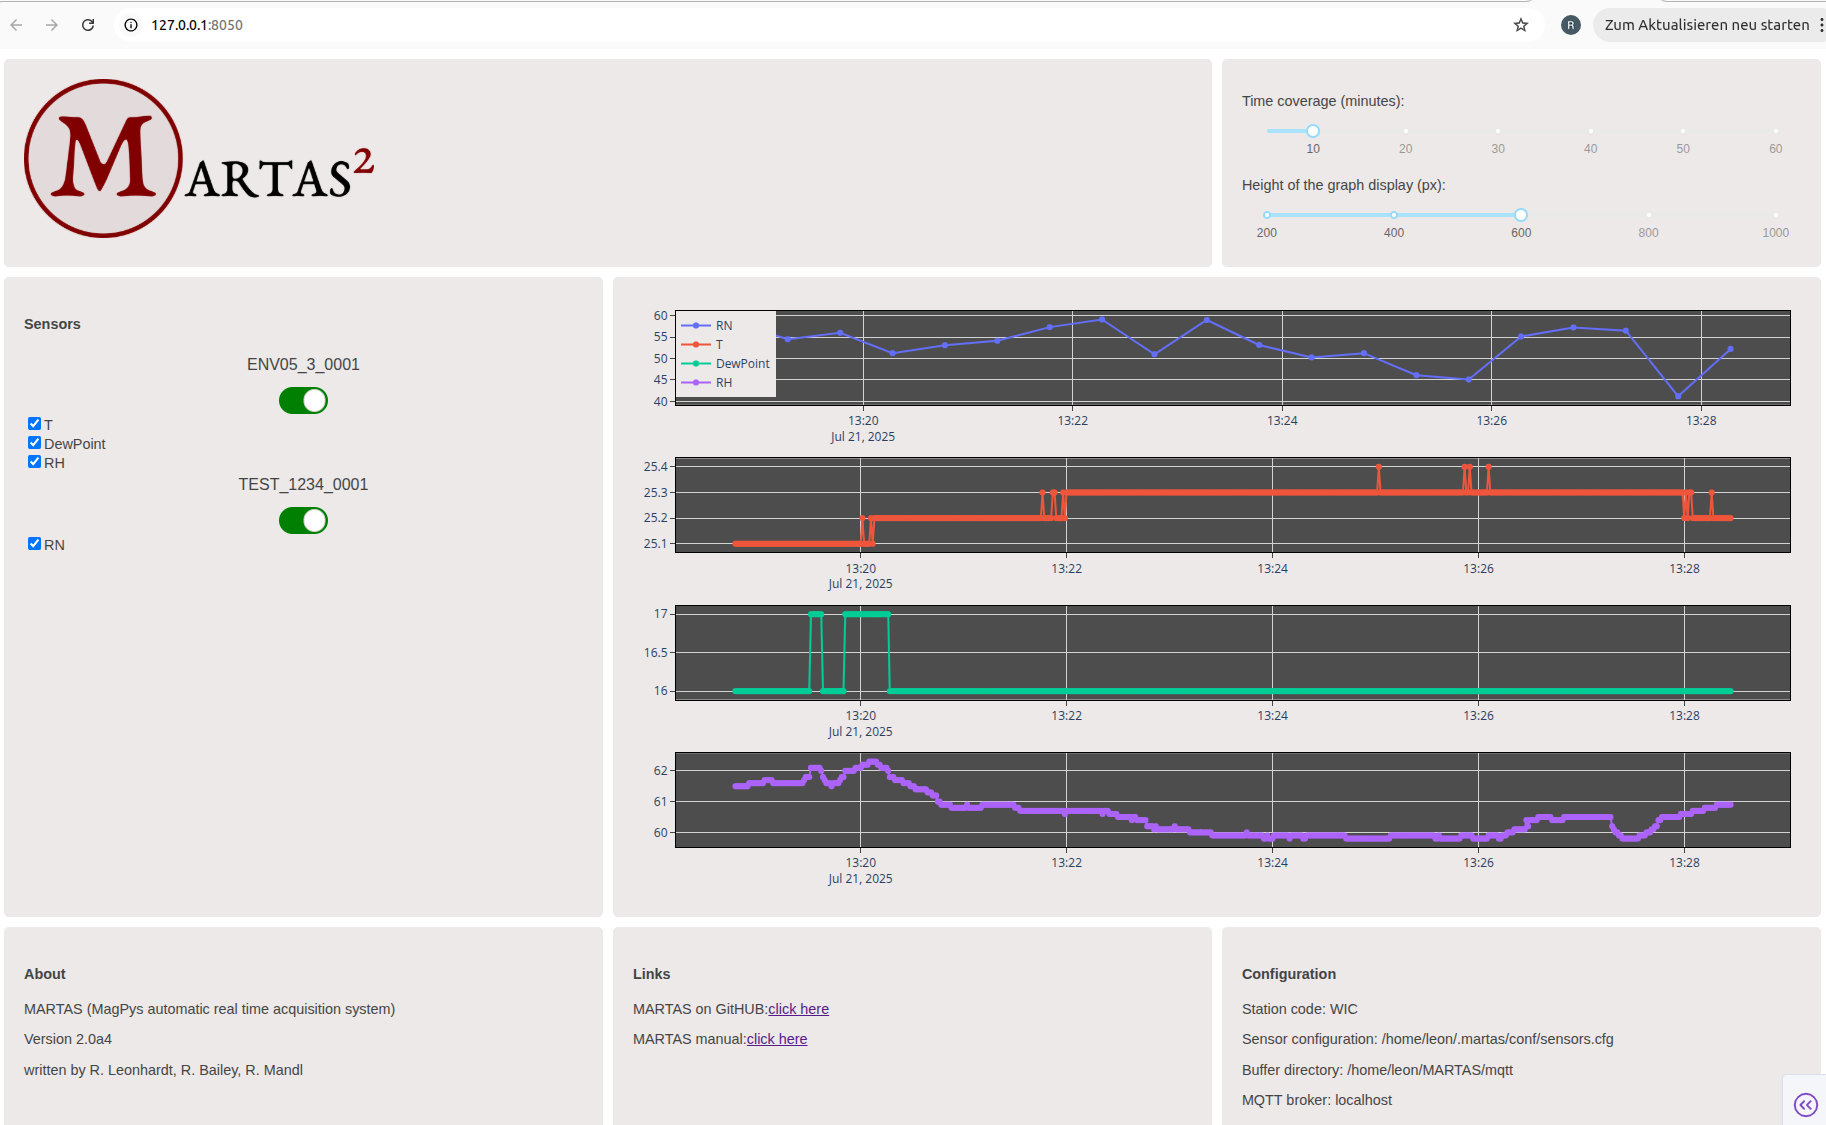 127.0.0.1:8050
R
Zum Aktualisieren neu starten
MARTAS2
Time coverage (minutes):
10 20 30 40 50 60
Height of the graph display (px):
200 400 600 800 1000
Sensors
ENV05_3_0001
T
DewPoint
RH
TEST_1234_0001
RN
60
55
50
45
40
RN
T
DewPoint
RH
13:20 13:22 13:24 13:26 13:28
Jul 21, 2025
25.4
25.3
25.2
25.1
13:20 13:22 13:24 13:26 13:28
Jul 21, 2025
17
16.5
16
13:20 13:22 13:24 13:26 13:28
Jul 21, 2025
62
61
60
13:20 13:22 13:24 13:26 13:28
Jul 21, 2025
About
MARTAS (MagPys automatic real time acquisition system)
Version 2.0a4
written by R. Leonhardt, R. Bailey, R. Mandl
Links
MARTAS on GitHUB:click here
MARTAS manual:click here
Configuration
Station code: WIC
Sensor configuration: /home/leon/.martas/conf/sensors.cfg
Buffer directory: /home/leon/MARTAS/mqtt
MQTT broker: localhost